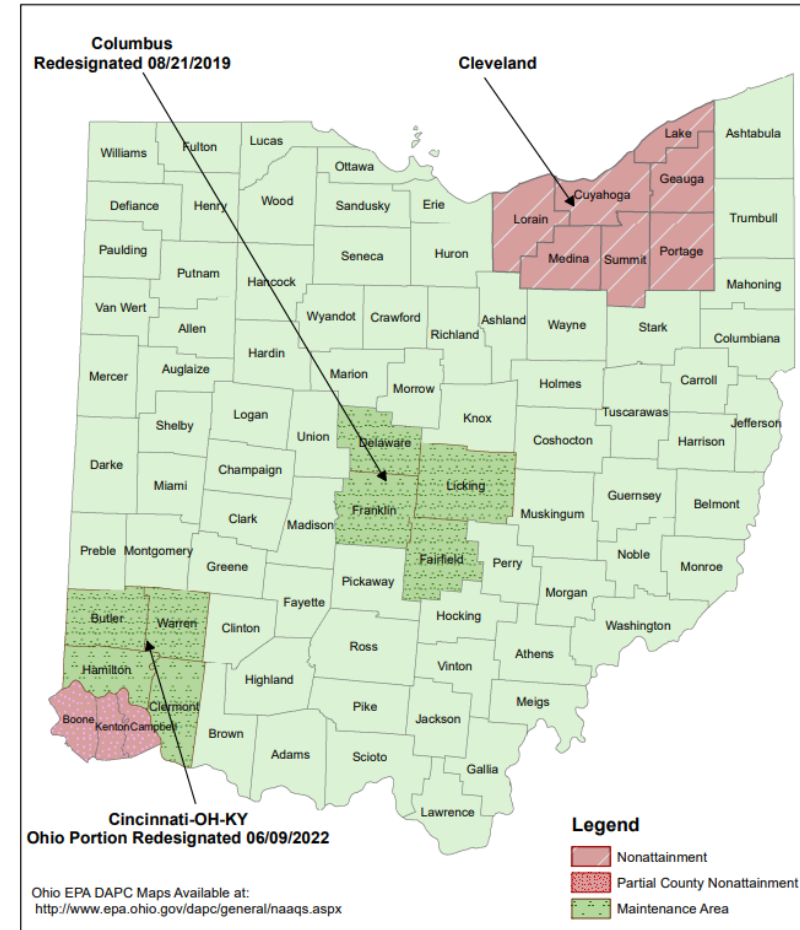 Columbus
Redesignated 08/21/2019
Cleveland
Lake
Ashtabula
Williams
Fulton
Lucas
Ottawa
Geauga
Cuyahoga
Defiance
Henry
Wood
Sandusky
Erie
Lorain
Trumbull
Paulding
Seneca
Huron
Medina
Summit
Portage
Putnam
Hancock
Mahoning
Van Wert
Allen
Wyandot
Crawford
Richland
Ashland
Wayne
Stark
Columbiana
Hardin
Mercer
Auglaize
Marion
Morrow
Holmes
Carroll
Shelby
Logan
Union
Knox
Tuscarawas
Jefferson
Delaware
Coshocton
Harrison
Darke
Champaign
Miami
Licking
Guernsey
Belmont
Franklin
Muskingum
Clark
Madison
Preble
Montgomery
Greene
Fairfield
Perry
Noble
Monroe
Pickaway
Morgan
Fayette
Butler
Warren
Clinton
Hocking
Washington
Ross
Athens
Hamilton
Highland
Vinton
Clermont
Pike
Jackson
Meigs
Boone
Kenton
Campbell
Brown
Adams
Scioto
Gallia
Lawrence
Cincinnati-OH-KY
Ohio Portion Redesignated 06/09/2022
Legend
Nonattainment
Partial County Nonattainment
Maintenance Area
Ohio EPA DAPC Maps Available at:
http://www.epa.ohio.gov/dapc/general/naaqs.aspx